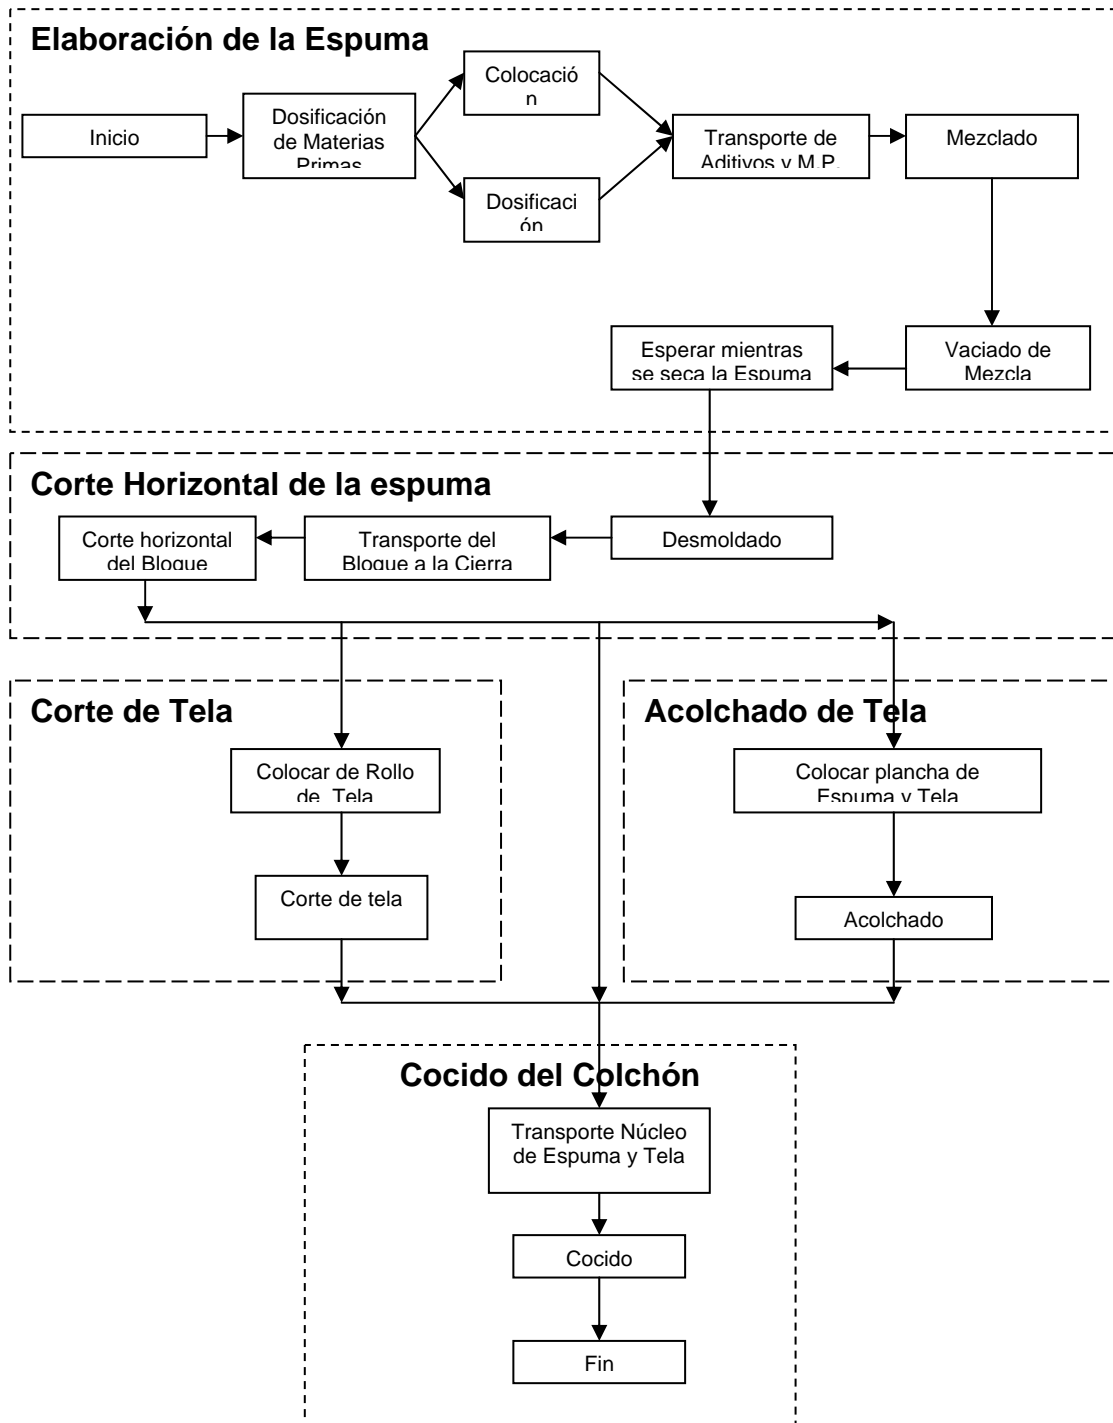 Elaboración de la Espuma
Inicio
Dosificación
de Materias
Primas
Colocació
n
Dosificaci
ón
Transporte de
Aditivos y M.P.
Mezclado
Vaciado de
Mezcla
Esperar mientras
se seca la Espuma
Corte Horizontal de la espuma
Desmoldado
Transporte del
Bloque a la Cierra
Corte horizontal
del Bloque
Corte de Tela
Colocar de Rollo
de Tela
Corte de tela
Acolchado de Tela
Colocar plancha de
Espuma y Tela
Acolchado
Cocido del Colchón
Transporte Núcleo
de Espuma y Tela
Cocido
Fin